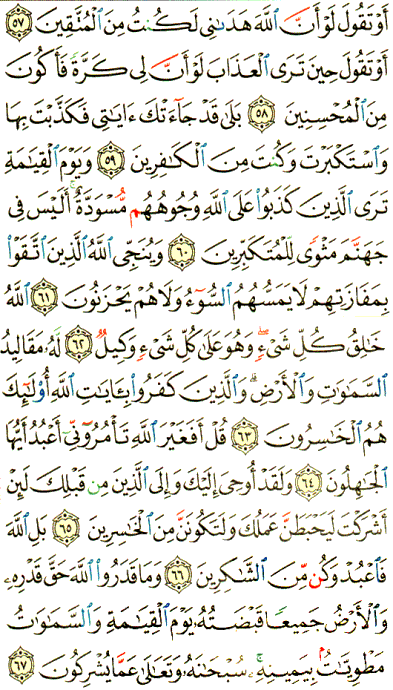 أَوْ تَقُولَ لَوْ أَنَّ ٱللَّهَ هَدَىٰنِى لَكُنتُ مِنَ ٱلْمُتَّقِينَ ٥٧
أَوْ تَقُولَ حِينَ تَرَى ٱلْعَذَابَ لَوْ أَنَّ لِى كَرَّةً فَأَكُونَ
مِنَ ٱلْمُحْسِنِينَ ٥٨ بَلَىٰ قَدْ جَآءَتْكَ ءَايَـٰتِى فَكَذَّبْتَ بِهَا
وَٱسْتَكْبَرْتَ وَكُنتَ مِنَ ٱلْكَـٰفِرِينَ ٥٩ وَيَوْمَ ٱلْقِيَـٰمَةِ
تَرَى ٱلَّذِينَ كَذَبُوا۟ عَلَى ٱللَّهِ وُجُوهُهُم مُّسْوَدَّةٌ ۚ أَلَيْسَ فِى
جَهَنَّمَ مَثْوًى لِّلْمُتَكَبِّرِينَ ٦٠ وَيُنَجِّى ٱللَّهُ ٱلَّذِينَ ٱتَّقَوْا۟
بِمَفَازَتِهِمْ لَا يَمَسُّهُمُ ٱلسُّوٓءُ وَلَا هُمْ يَحْزَنُونَ ٦١ ٱللَّهُ
خَـٰلِقُ كُلِّ شَىْءٍ ۖ وَهُوَ عَلَىٰ كُلِّ شَىْءٍ وَكِيلٌ ٦٢ لَّهُۥ مَقَالِيدُ
ٱلسَّمَـٰوَٰتِ وَٱلْأَرْضِ ۗ وَٱلَّذِينَ كَفَرُوا۟ بِـَٔايَـٰتِ ٱللَّهِ أُو۟لَـٰٓئِكَ
هُمُ ٱلْخَـٰسِرُونَ ٦٣ قُلْ أَفَغَيْرَ ٱللَّهِ تَأْمُرُوٓنِّىٓ أَعْبُدُ أَيُّهَا
ٱلْجَـٰهِلُونَ ٦٤ وَلَقَدْ أُوحِىَ إِلَيْكَ وَإِلَى ٱلَّذِينَ مِن قَبْلِكَ لَئِنْ
أَشْرَكْتَ لَيَحْبَطَنَّ عَمَلُكَ وَلَتَكُونَنَّ مِنَ ٱلْخَـٰسِرِينَ ٦٥ بَلِ ٱللَّهَ
فَٱعْبُدْ وَكُن مِّنَ ٱلشَّـٰكِرِينَ ٦٦ وَمَا قَدَرُوا۟ ٱللَّهَ حَقَّ قَدْرِهِۦ
وَٱلْأَرْضُ جَمِيعًا قَبْضَتُهُۥ يَوْمَ ٱلْقِيَـٰمَةِ وَٱلسَّمَـٰوَٰتُ
مَطْوِيَّـٰتٌۢ بِيَمِينِهِۦ ۚ سُبْحَـٰنَهُۥ وَتَعَـٰلَىٰ عَمَّا يُشْرِكُونَ ٦٧